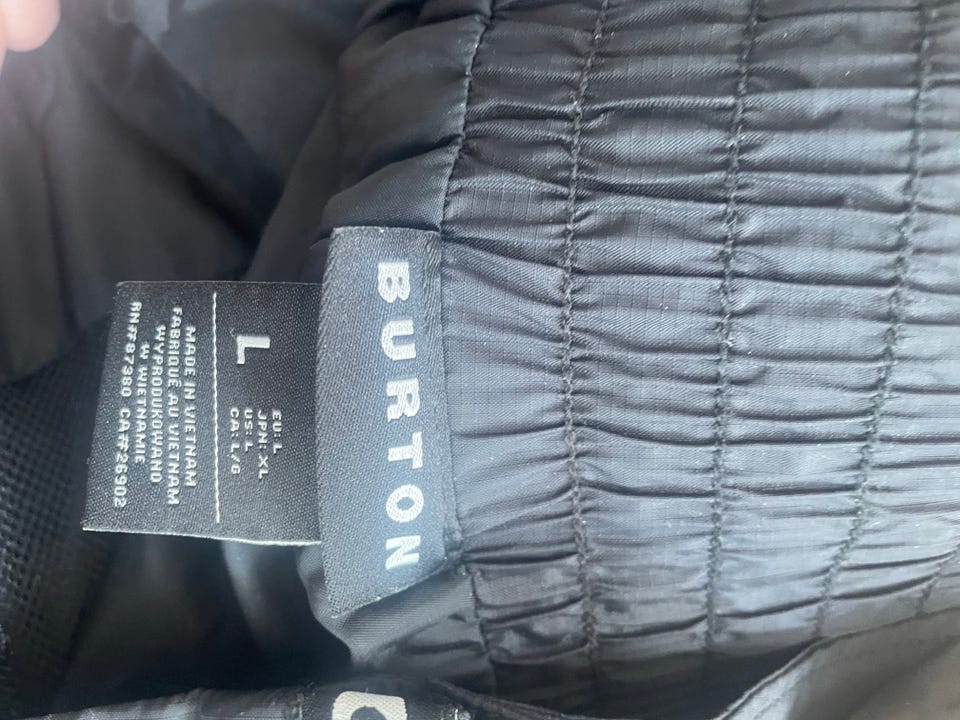 BURTON
L
EU: L
JPN: XL
US: L
CA: L/G
MADE IN VIETNAM
FABRIQUÉ AU VIETNAM
WYPRODUKOWANO
W WIETNAMIE
RN#87380 CA#26902